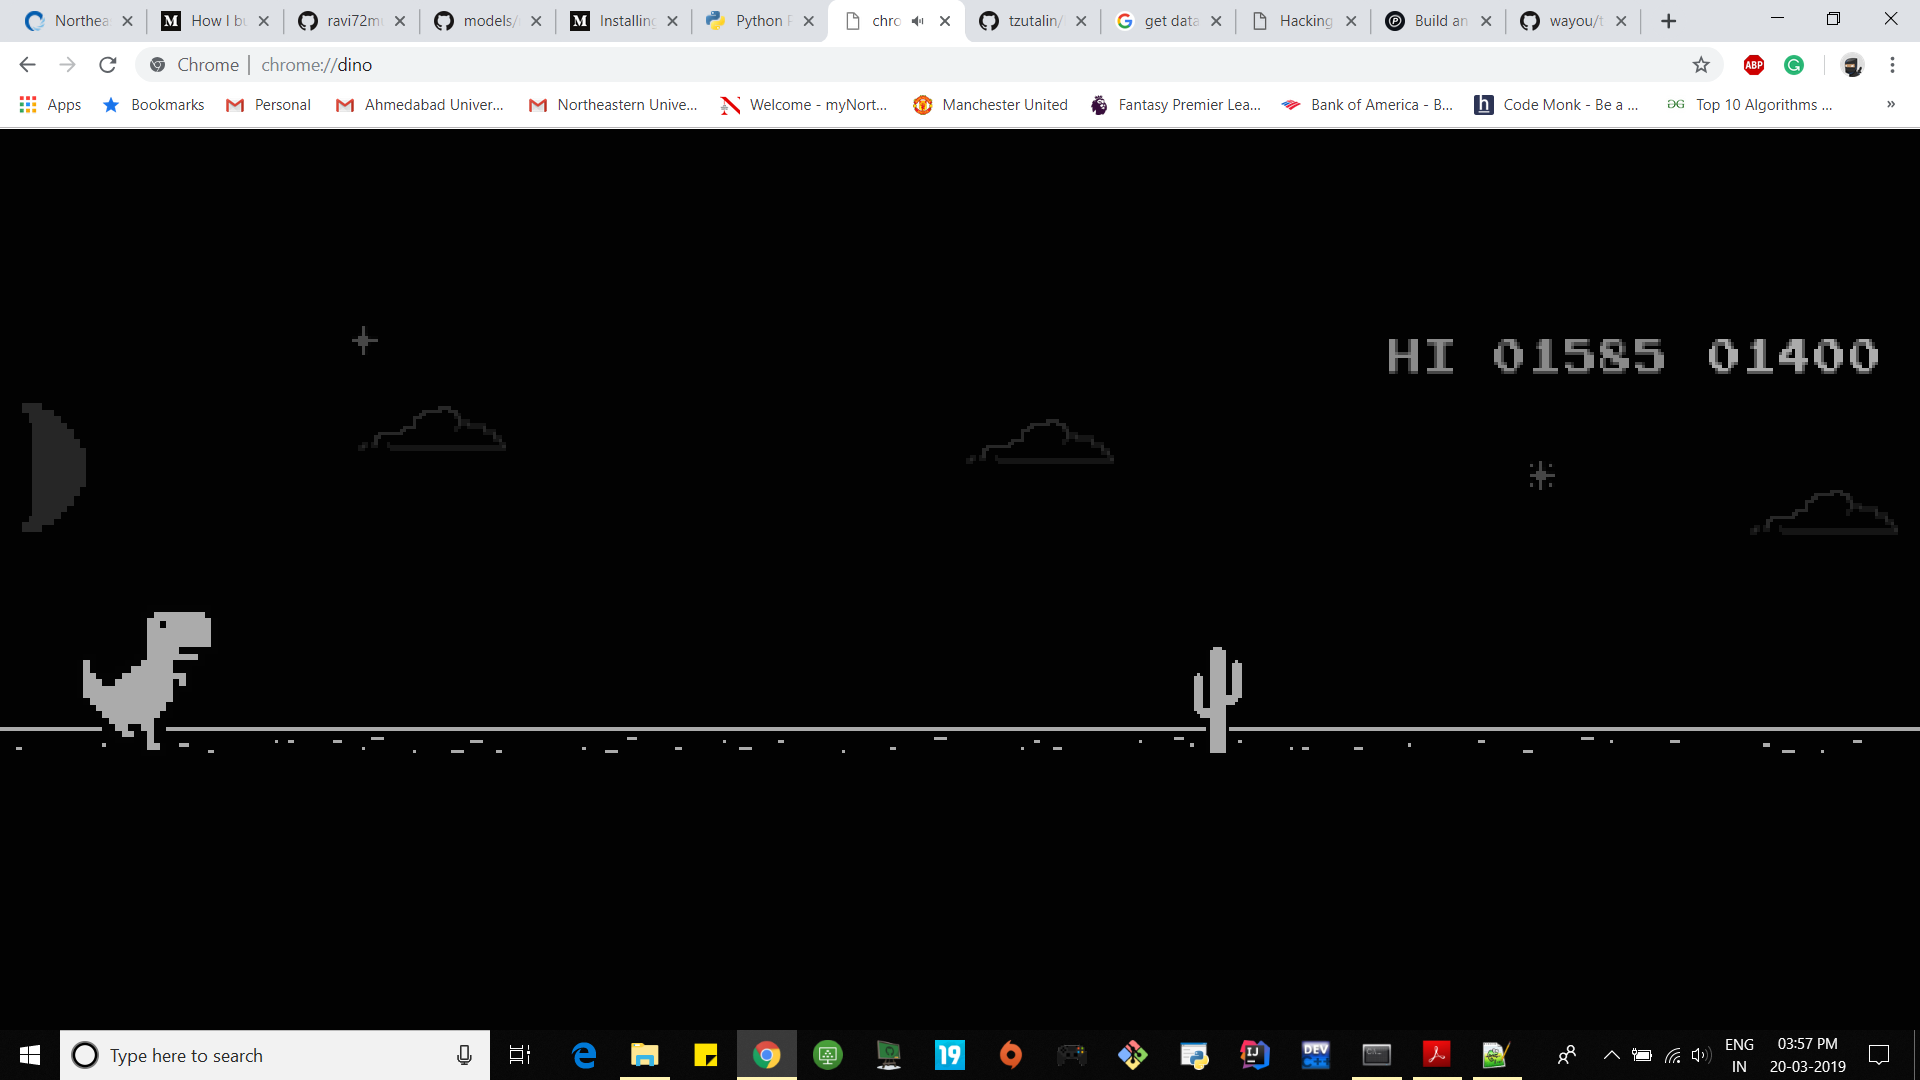 Northea How I bu ravi72mu models/ Installing Python chro tzutalin/ get data Hacking Build an wayou/t
Chrome chrome://dino ABP
Apps Bookmarks Personal Ahmedabad Univer... Northeastern Unive... Welcome - myNort... Manchester United Fantasy Premier Lea... Bank of America - B... Code Monk - Be a ... Top 10 Algorithms ... »
HI 01585 01400
Type here to search 19 DEV ENG 03:57 PM
IN 20-03-2019